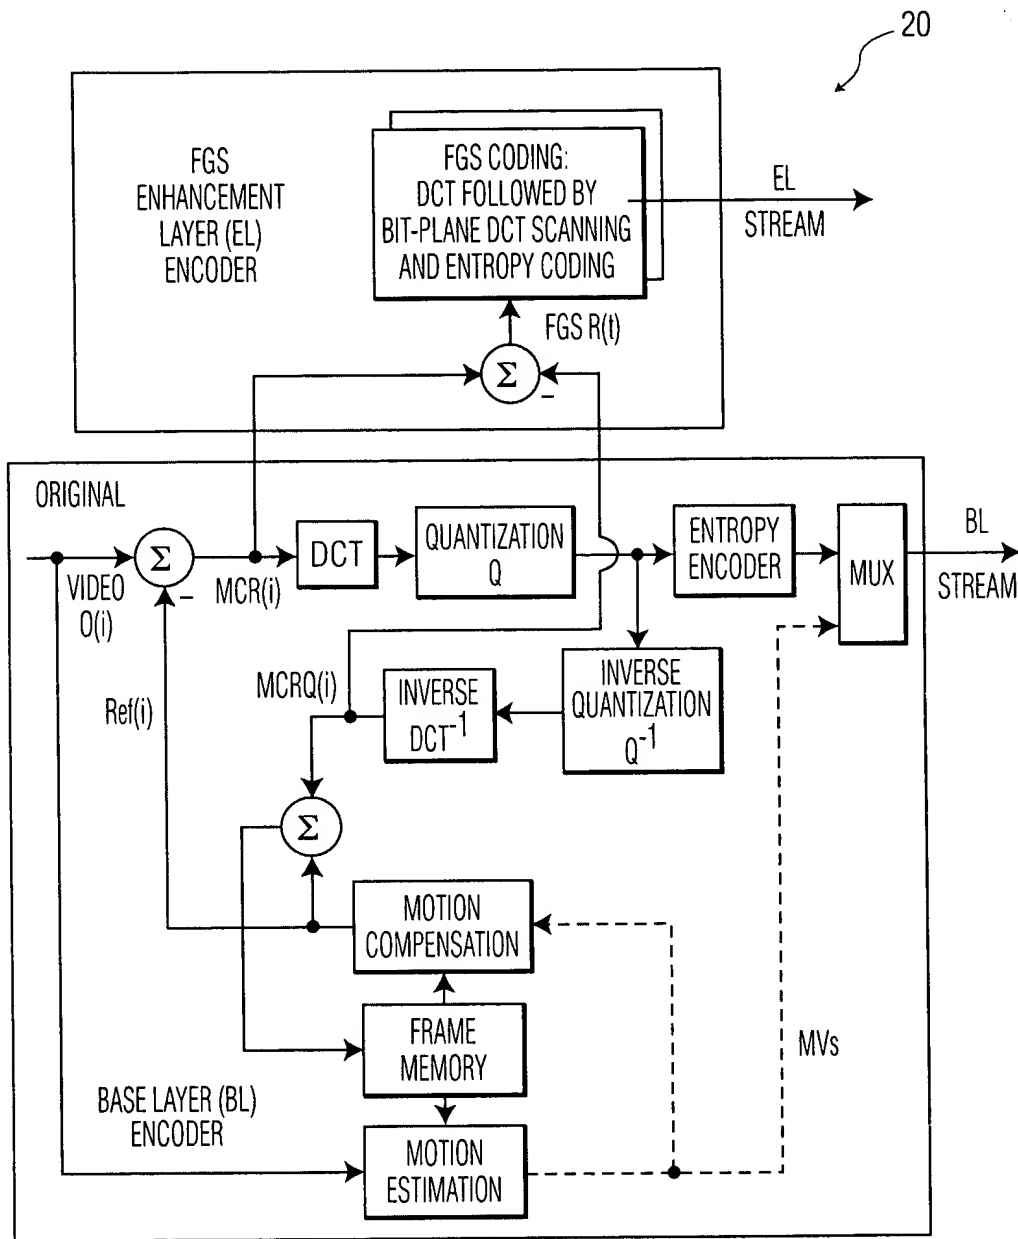 20
FGS
ENHANCEMENT
LAYER (EL)
ENCODER
FGS CODING:
DCT FOLLOWED BY
BIT-PLANE DCT SCANNING
AND ENTROPY CODING
EL
STREAM
FGS R(t)
Σ
−
ORIGINAL
VIDEO
O(i)
Σ
−
MCR(i)
DCT
QUANTIZATION
Q
ENTROPY
ENCODER
MUX
BL
STREAM
Ref(i)
MCRQ(i)
INVERSE
DCT-1
INVERSE
QUANTIZATION
Q-1
Σ
MOTION
COMPENSATION
FRAME
MEMORY
MVs
BASE LAYER (BL)
ENCODER
MOTION
ESTIMATION